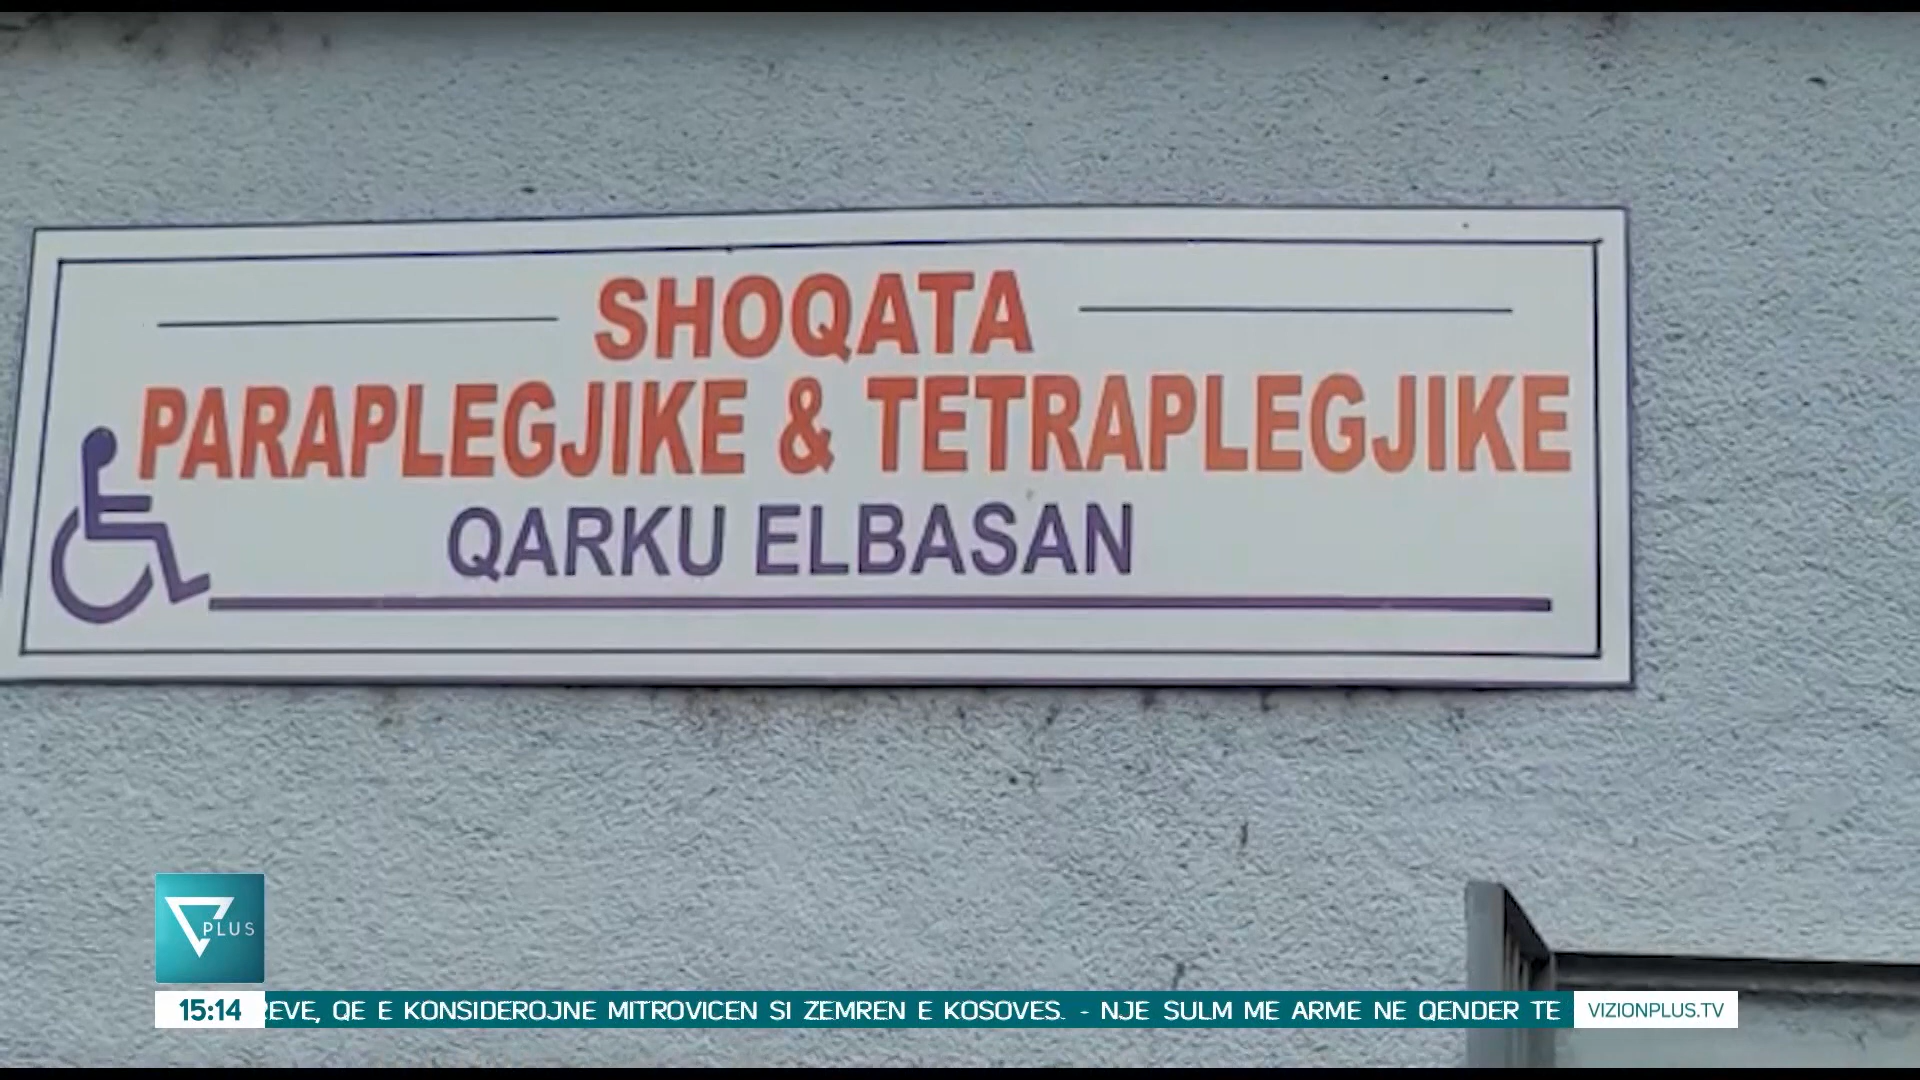 SHOQATA
PARAPLEGJIKE & TETRAPLEGJIKE
QARKU ELBASAN
PLUS
15:14 REVE, QE E KONSIDEROJNE MITROVICEN SI ZEMREN E KOSOVES. - NJE SULM ME ARME NE QENDER TE VIZIONPLUS.TV